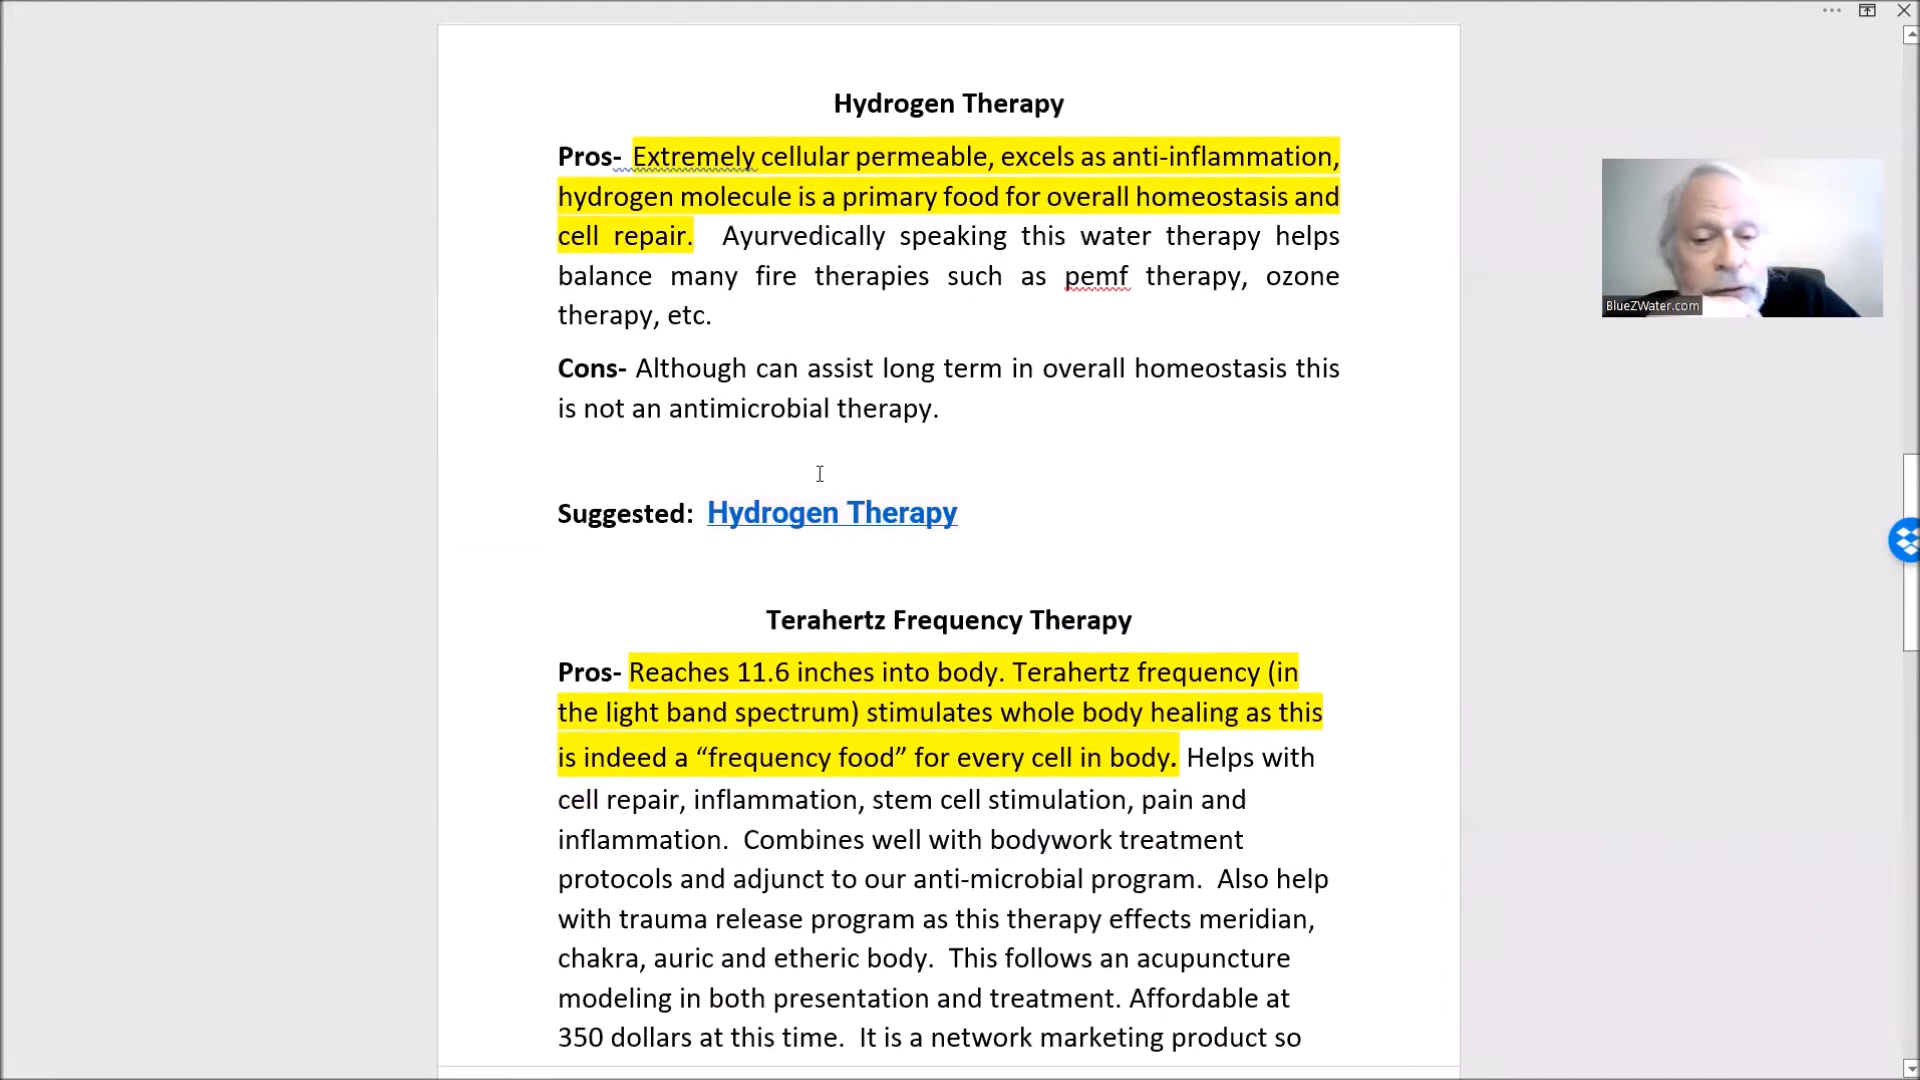 Hydrogen Therapy
Pros- Extremely cellular permeable, excels as anti-inflammation,
hydrogen molecule is a primary food for overall homeostasis and
cell repair. Ayurvedically speaking this water therapy helps
balance many fire therapies such as pemf therapy, ozone
therapy, etc.
Cons- Although can assist long term in overall homeostasis this
is not an antimicrobial therapy.
Suggested: Hydrogen Therapy
Terahertz Frequency Therapy
Pros- Reaches 11.6 inches into body. Terahertz frequency (in
the light band spectrum) stimulates whole body healing as this
is indeed a “frequency food” for every cell in body. Helps with
cell repair, inflammation, stem cell stimulation, pain and
inflammation. Combines well with bodywork treatment
protocols and adjunct to our anti-microbial program. Also help
with trauma release program as this therapy effects meridian,
chakra, auric and etheric body. This follows an acupuncture
modeling in both presentation and treatment. Affordable at
350 dollars at this time. It is a network marketing product so
BlueZWater.com